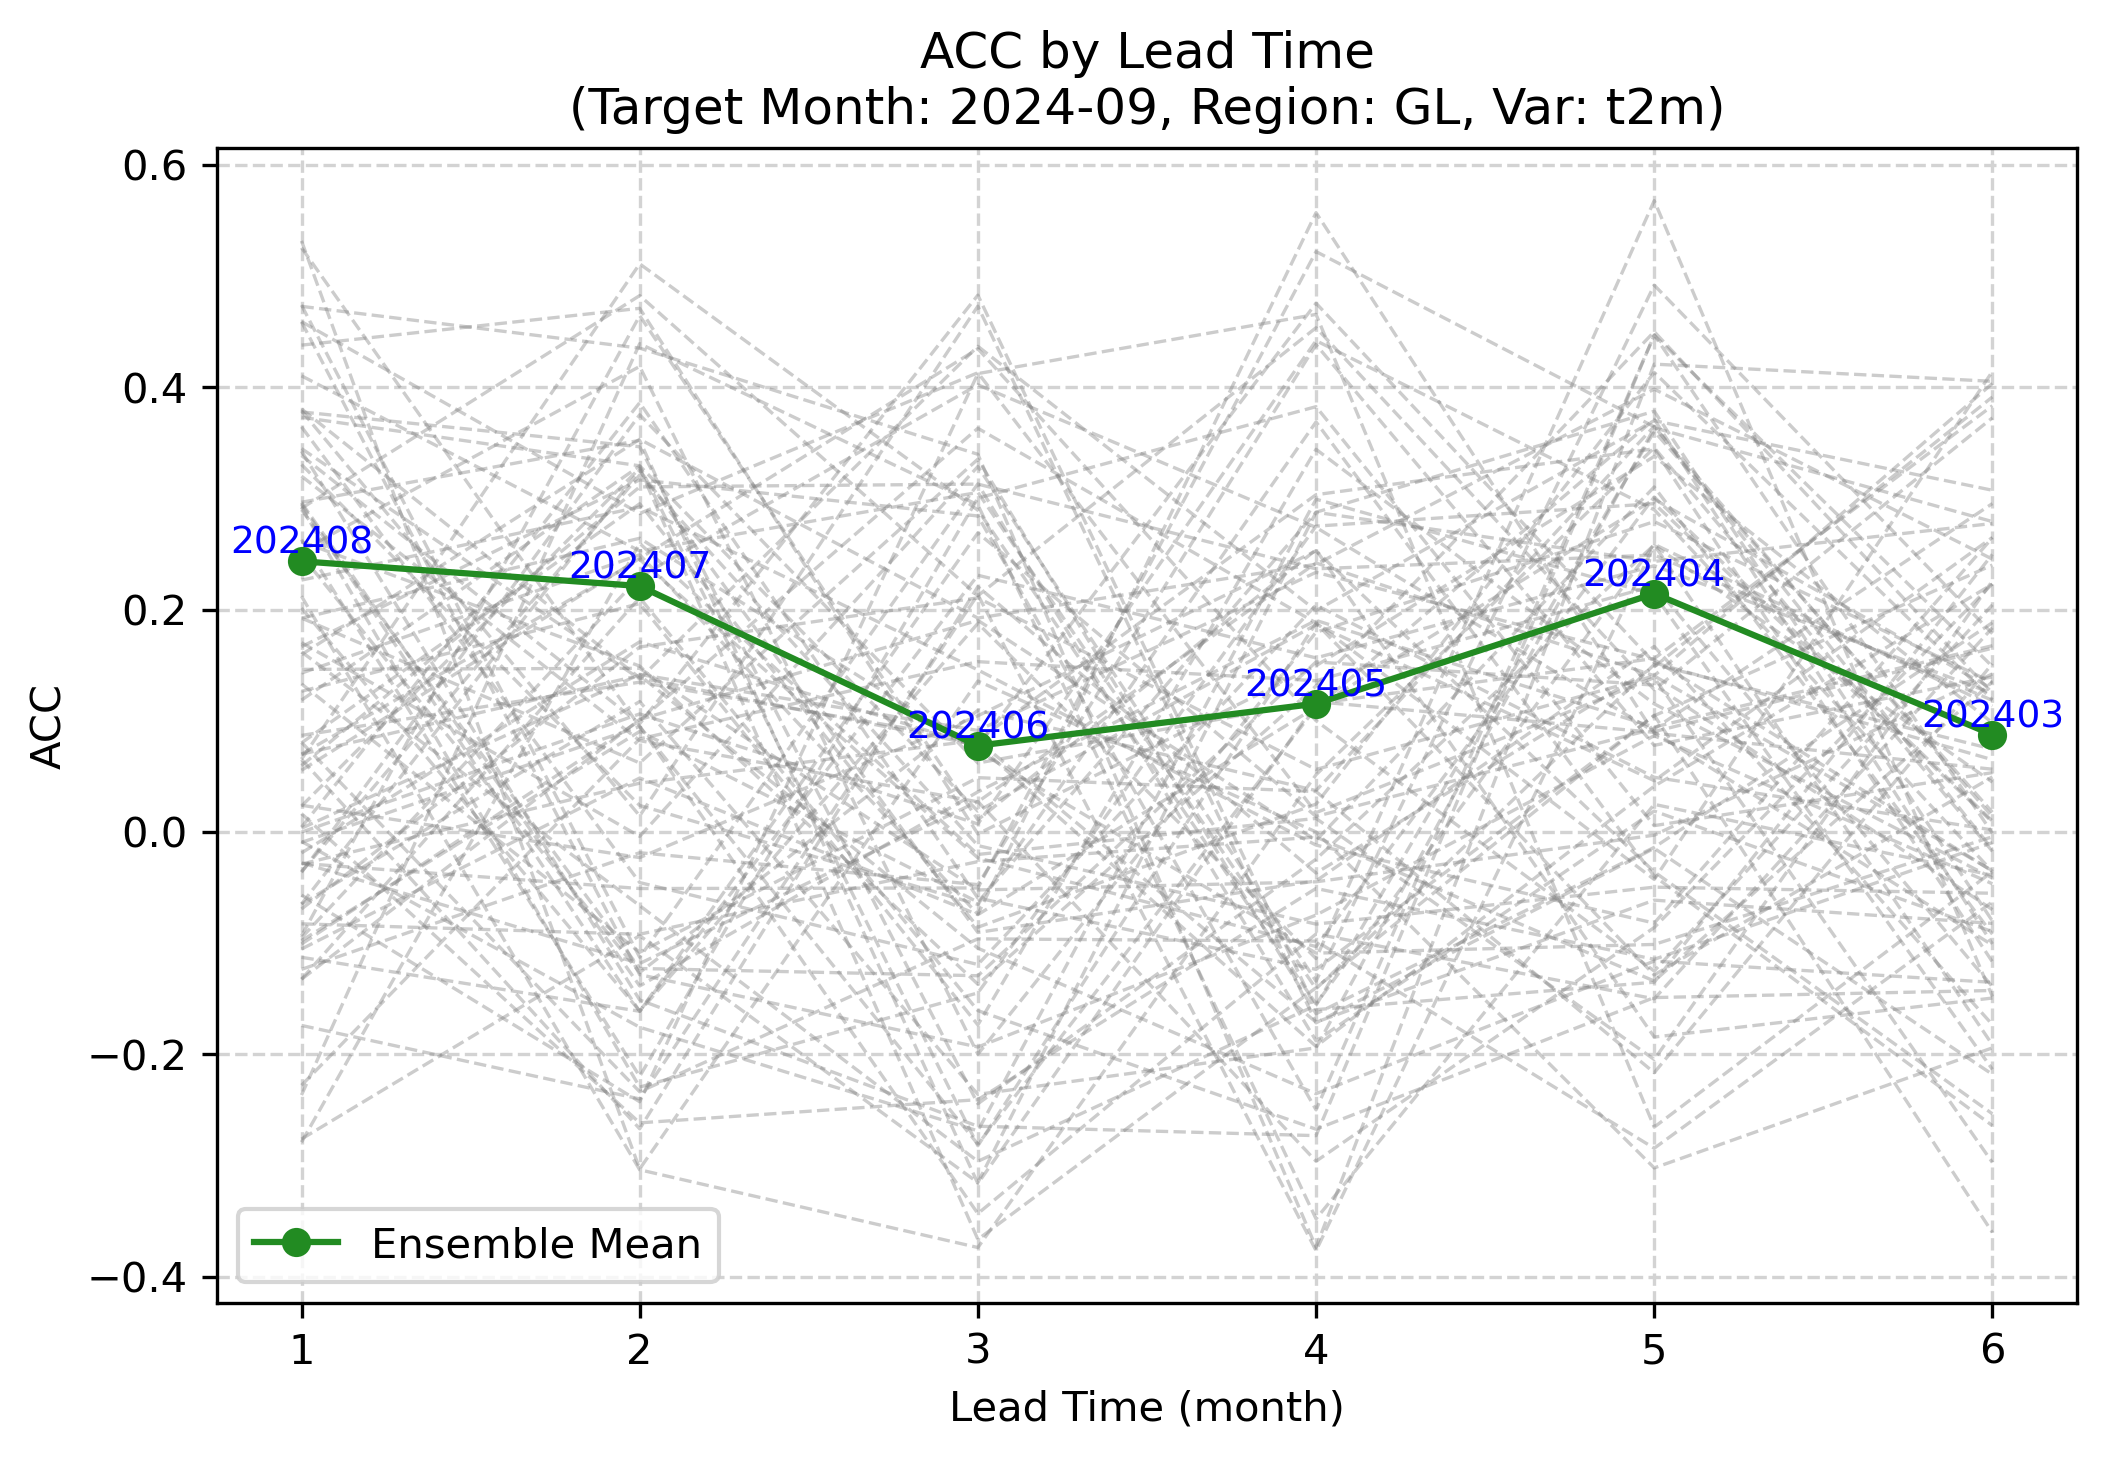 ACC by Lead Time
(Target Month: 2024-09, Region: GL, Var: t2m)
0.6
0.4
0.2
0.0
−0.2
−0.4
ACC
202408
202407
202406
202405
202404
202403
Ensemble Mean
1 2 3 4 5 6
Lead Time (month)